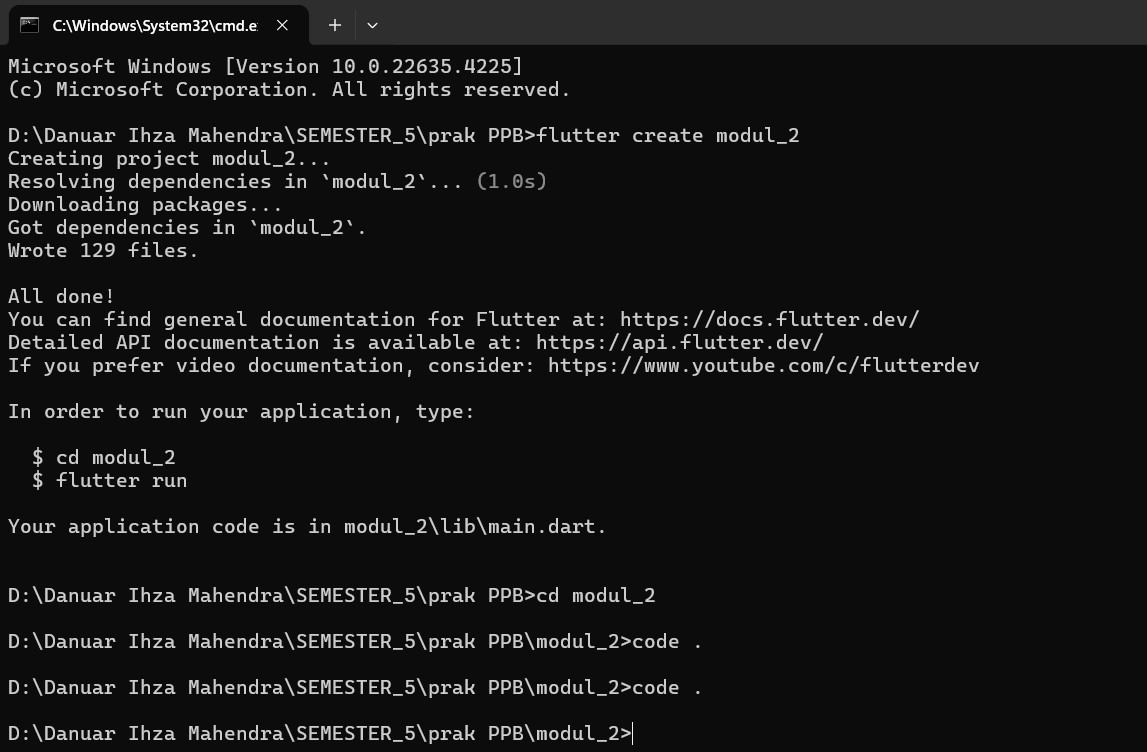 C:\Windows\System32\cmd.e
Microsoft Windows [Version 10.0.22635.4225]
(c) Microsoft Corporation. All rights reserved.
D:\Danuar Ihza Mahendra\SEMESTER_5\prak PPB>flutter create modul_2
Creating project modul_2...
Resolving dependencies in `modul_2`... (1.0s)
Downloading packages...
Got dependencies in `modul_2`.
Wrote 129 files.
All done!
You can find general documentation for Flutter at: https://docs.flutter.dev/
Detailed API documentation is available at: https://api.flutter.dev/
If you prefer video documentation, consider: https://www.youtube.com/c/flutterdev
In order to run your application, type:
$ cd modul_2
$ flutter run
Your application code is in modul_2\lib\main.dart.
D:\Danuar Ihza Mahendra\SEMESTER_5\prak PPB>cd modul_2
D:\Danuar Ihza Mahendra\SEMESTER_5\prak PPB\modul_2>code .
D:\Danuar Ihza Mahendra\SEMESTER_5\prak PPB\modul_2>code .
D:\Danuar Ihza Mahendra\SEMESTER_5\prak PPB\modul_2>